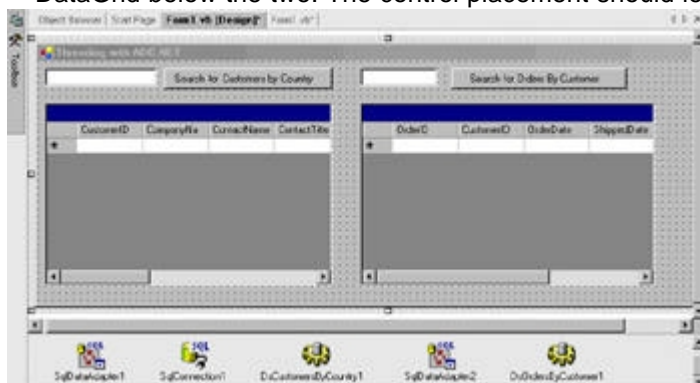 DataGrid below the two. The control placement should
Object Browser | Start Page | Form1.vb [Design]* | Form1.vb*
Toolbox
Threading with ADO.NET
Search for Customers by Country
Search for Orders By Customer
CustomerID CompanyNa ContactName ContactTitle
OrderID CustomerID OrderDate ShippedDate
SqlDataAdapter1 SqlConnection1 DsCustomersByCountry1 SqlDataAdapter2 DsOrdersByCustomer1